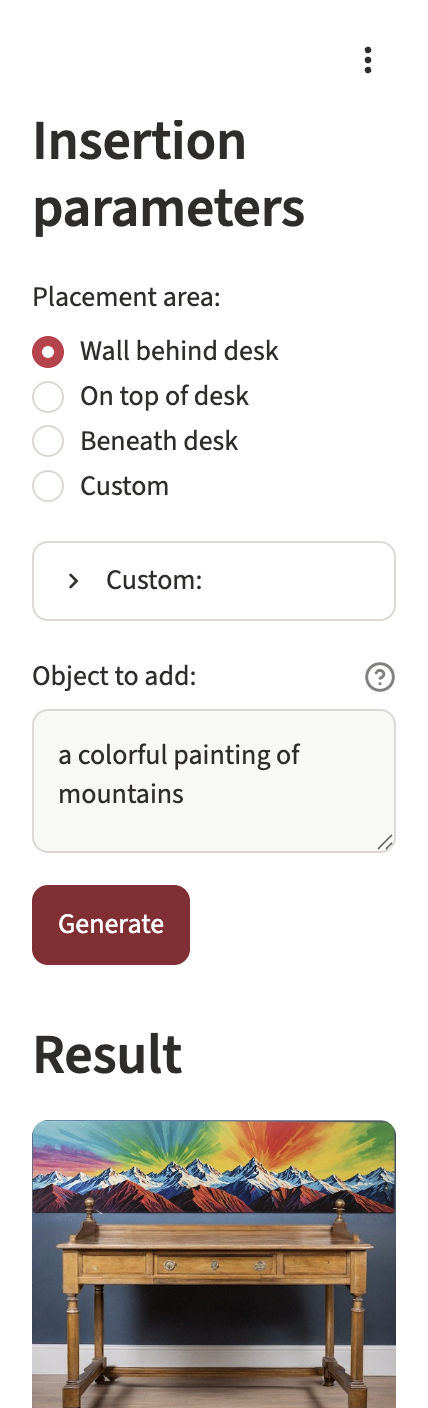 Insertion
parameters
Placement area:
Wall behind desk
On top of desk
Beneath desk
Custom
Custom:
Object to add:
a colorful painting of
mountains
Generate
Result